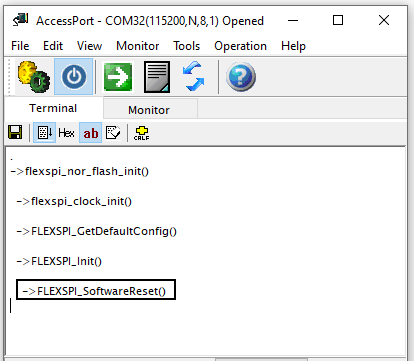 AccessPort - COM32(115200,N,8,1) Opened
File Edit View Monitor Tools Operation Help
Terminal Monitor
Hex ab CRLF
.
->flexspi_nor_flash_init()
->flexspi_clock_init()
->FLEXSPI_GetDefaultConfig()
->FLEXSPI_Init()
->FLEXSPI_SoftwareReset()